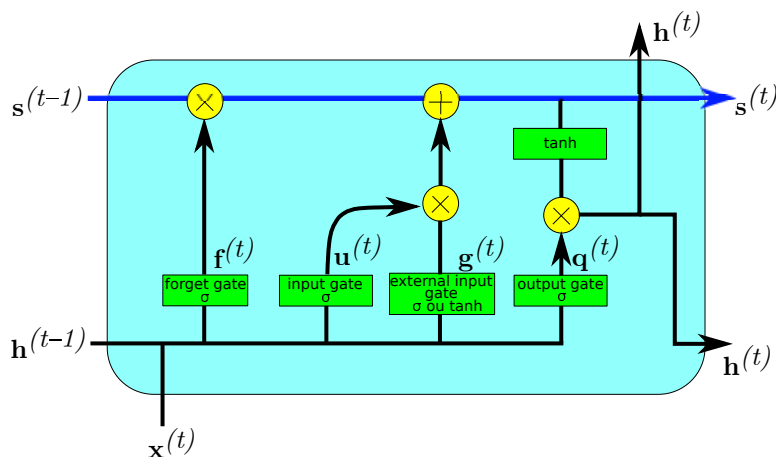 h(t)
s(t−1)
×
+
s(t)
tanh
×
×
f(t)
u(t)
g(t)
q(t)
forget gate
σ
input gate
σ
external input
gate
σ ou tanh
output gate
σ
h(t−1)
h(t)
x(t)